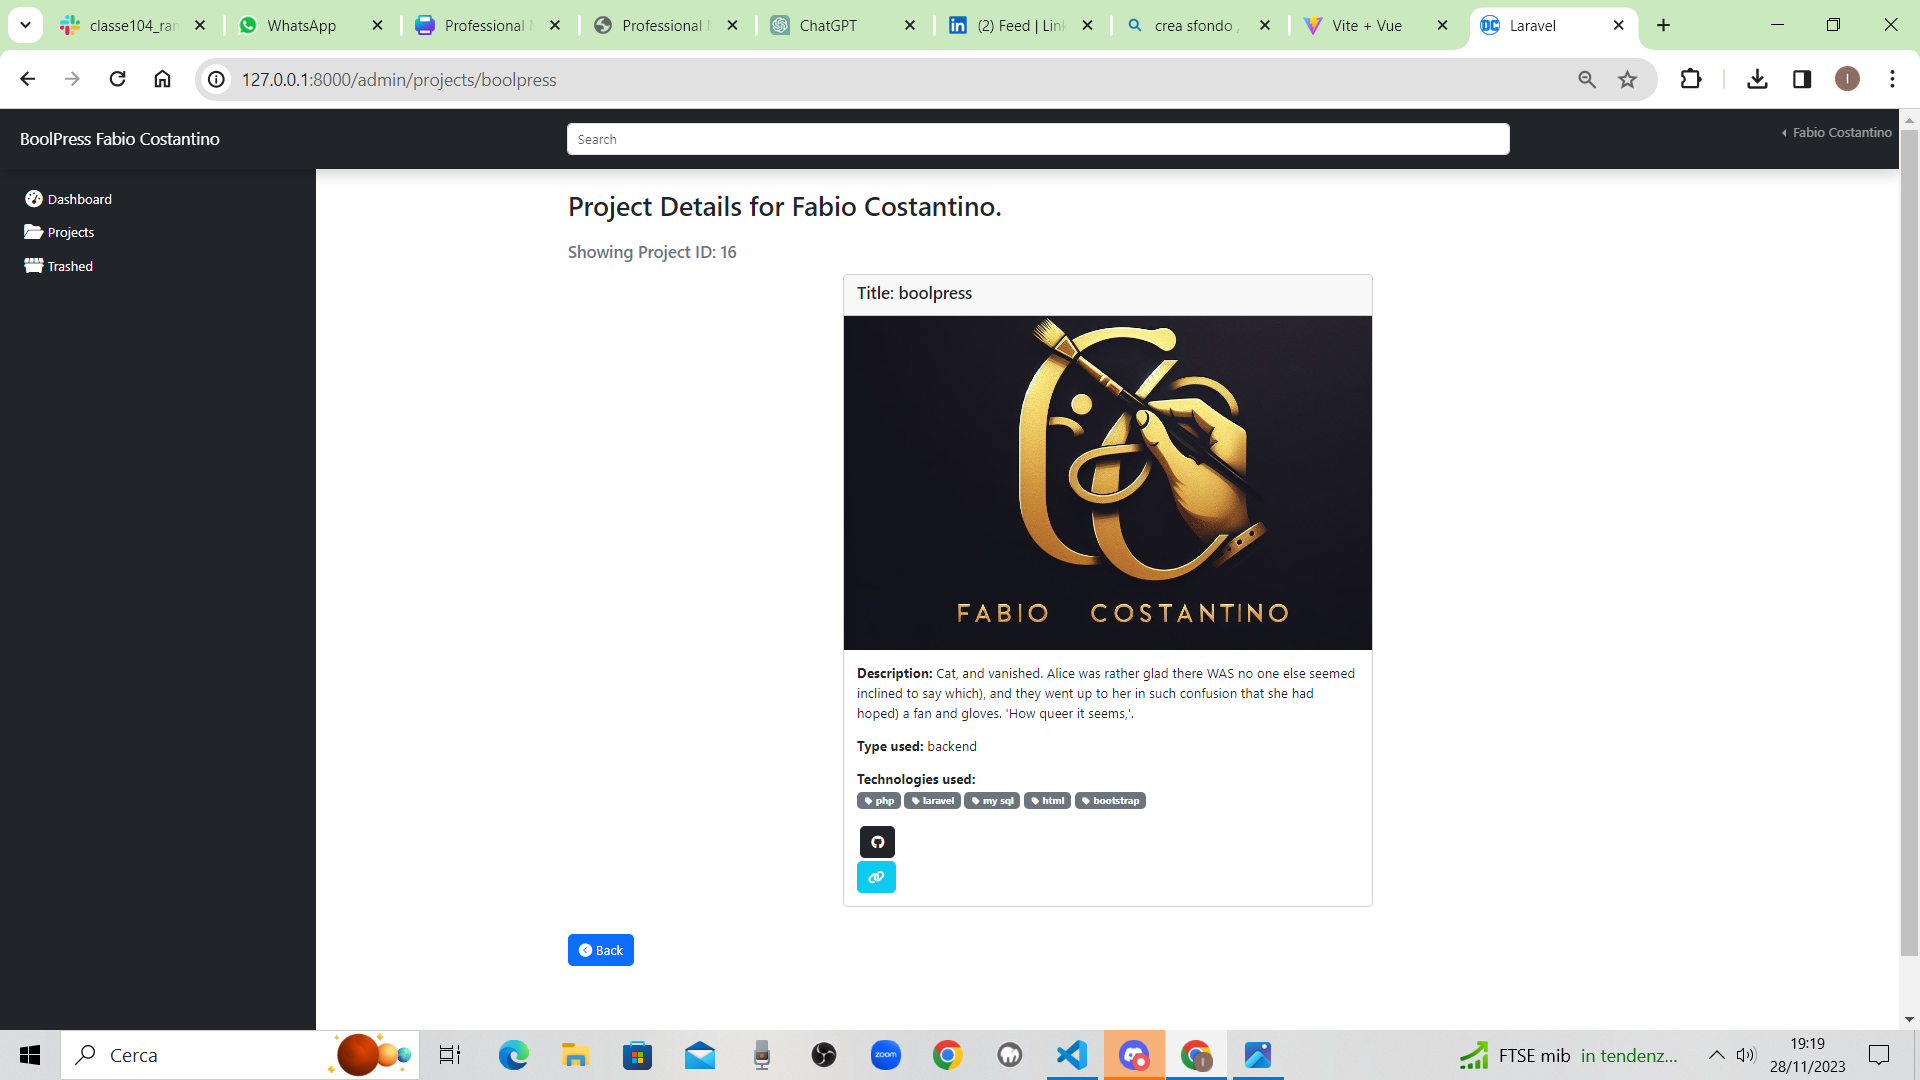 classe104_ran
WhatsApp
Professional M
Professional M
ChatGPT
(2) Feed | Link
crea sfondo ,
Vite + Vue
Laravel
127.0.0.1:8000/admin/projects/boolpress
BoolPress Fabio Costantino
Search
Fabio Costantino
Dashboard
Projects
Trashed
Project Details for Fabio Costantino.
Showing Project ID: 16
Title: boolpress
FABIO COSTANTINO
Description: Cat, and vanished. Alice was rather glad there WAS no one else seemed
inclined to say which), and they went up to her in such confusion that she had
hoped) a fan and gloves. 'How queer it seems,'.
Type used: backend
Technologies used:
php laravel my sql html bootstrap
Back
Cerca
zoom
FTSE mib in tendenz...
19:19
28/11/2023